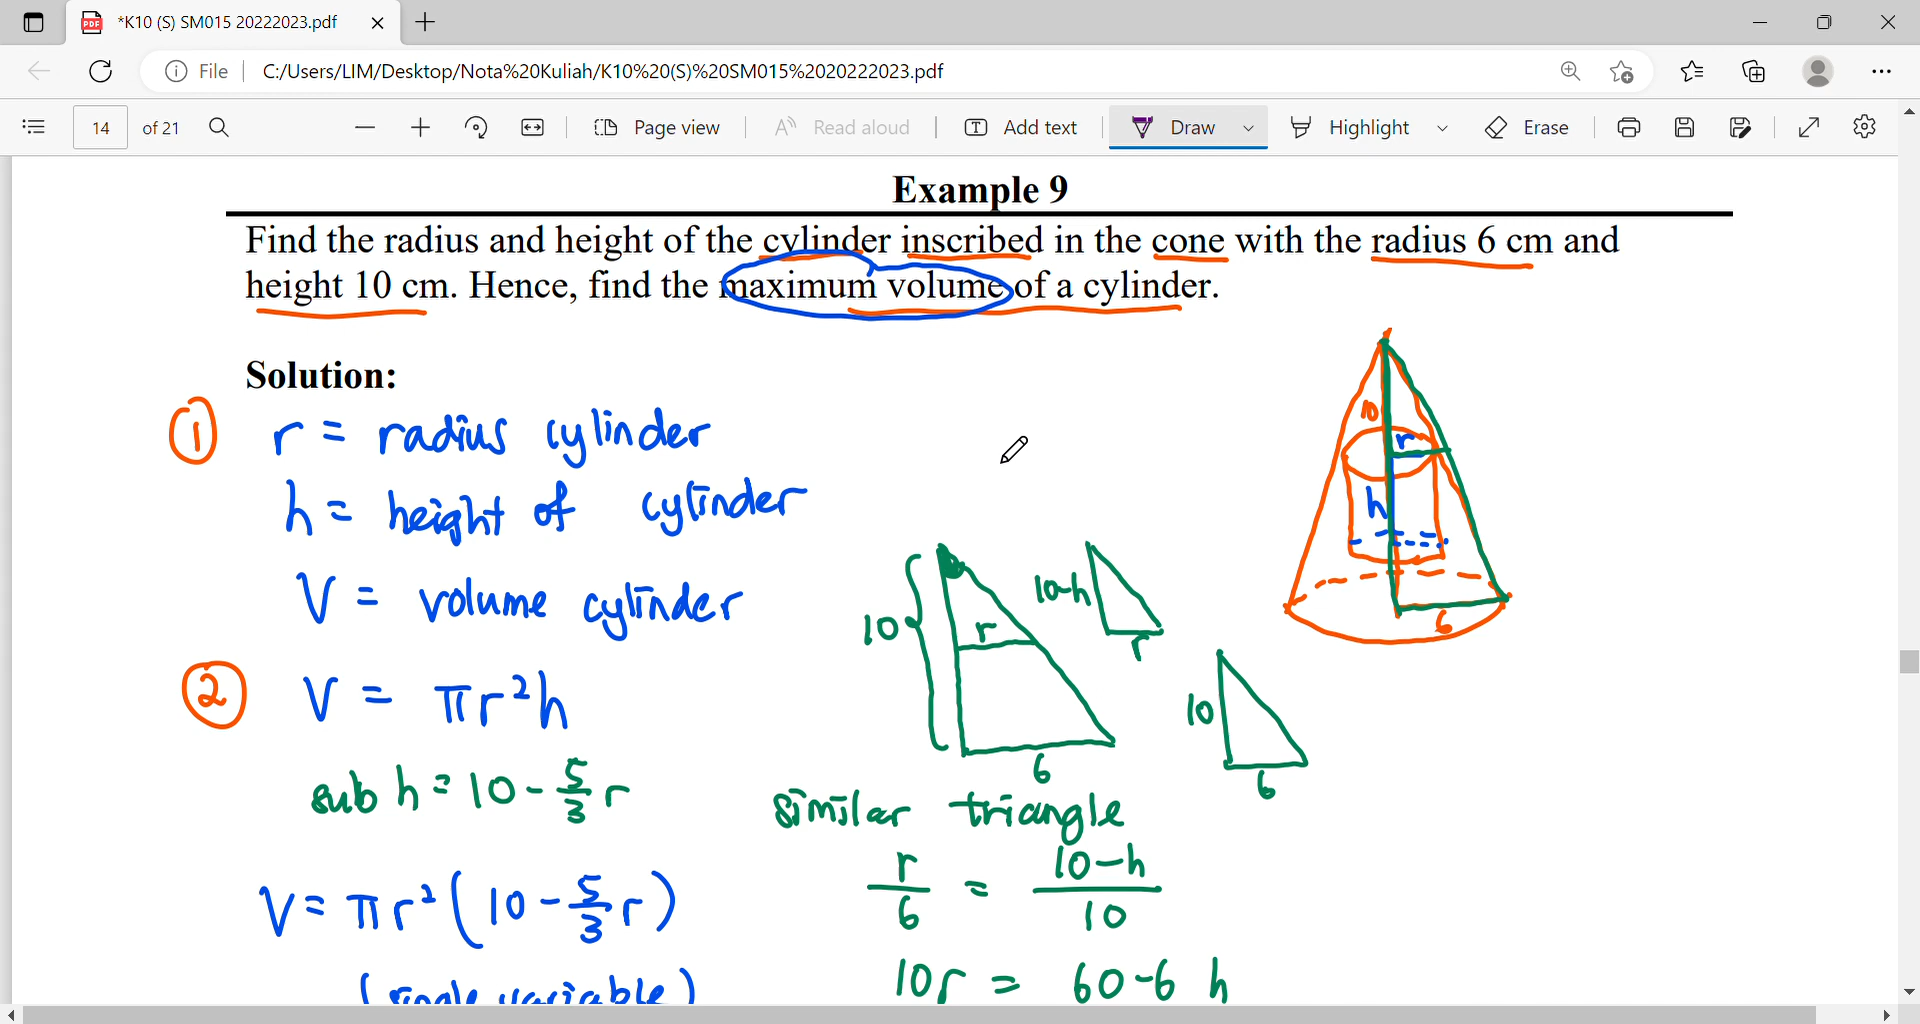 *K10 (S) SM015 20222023.pdf
File
C:/Users/LIM/Desktop/Nota%20Kuliah/K10%20(S)%20SM015%2020222023.pdf
14 of 21
Page view
Read aloud
Add text
Draw
Highlight
Erase
Example 9
Find the radius and height of the cylinder inscribed in the cone with the radius 6 cm and
height 10 cm. Hence, find the maximum volume of a cylinder.
Solution:
① r = radius cylinder
h = height of cylinder
V = volume cylinder
② V = πr²h
sub h = 10 - 5/3 r
V = πr² (10 - 5/3 r)
(single variable)
10
r
6
10-h
r
10
6
10
r
h
6
similar triangle
r/6 = 10-h/10
10r = 60-6h